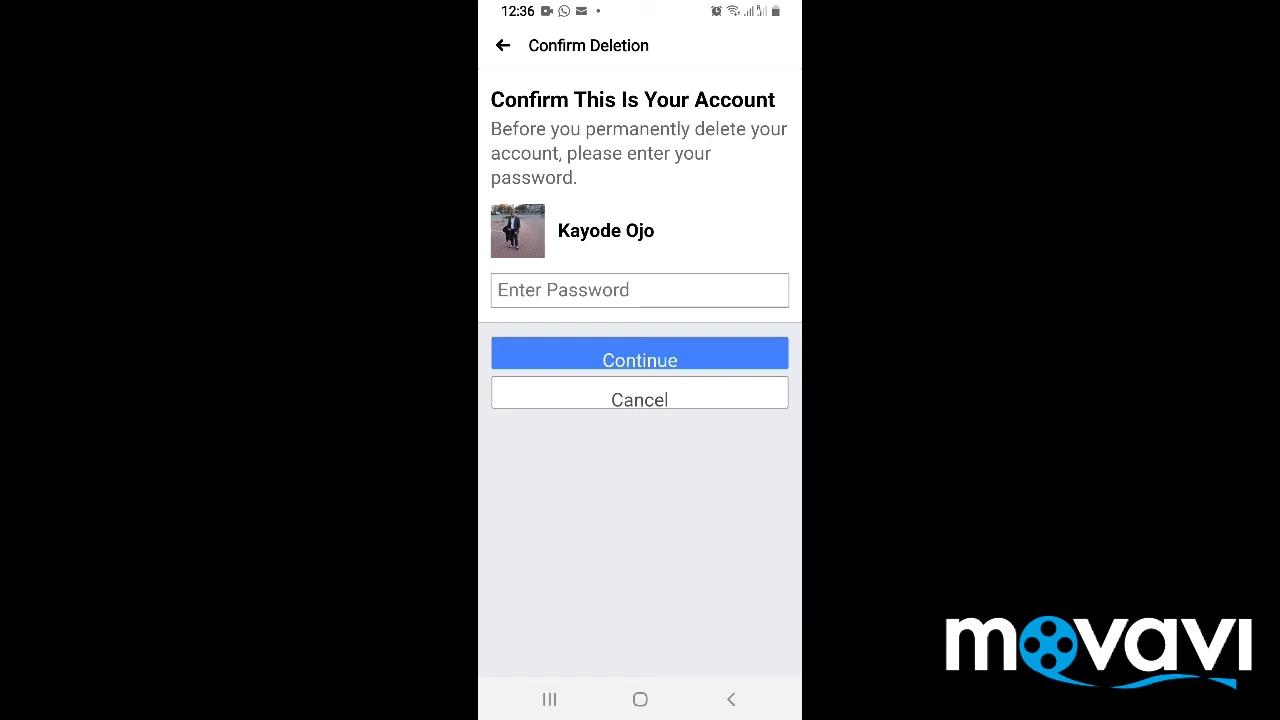 12:36
Confirm Deletion
Confirm This Is Your Account
Before you permanently delete your
account, please enter your
password.
Kayode Ojo
Enter Password
Continue
Cancel
movavi